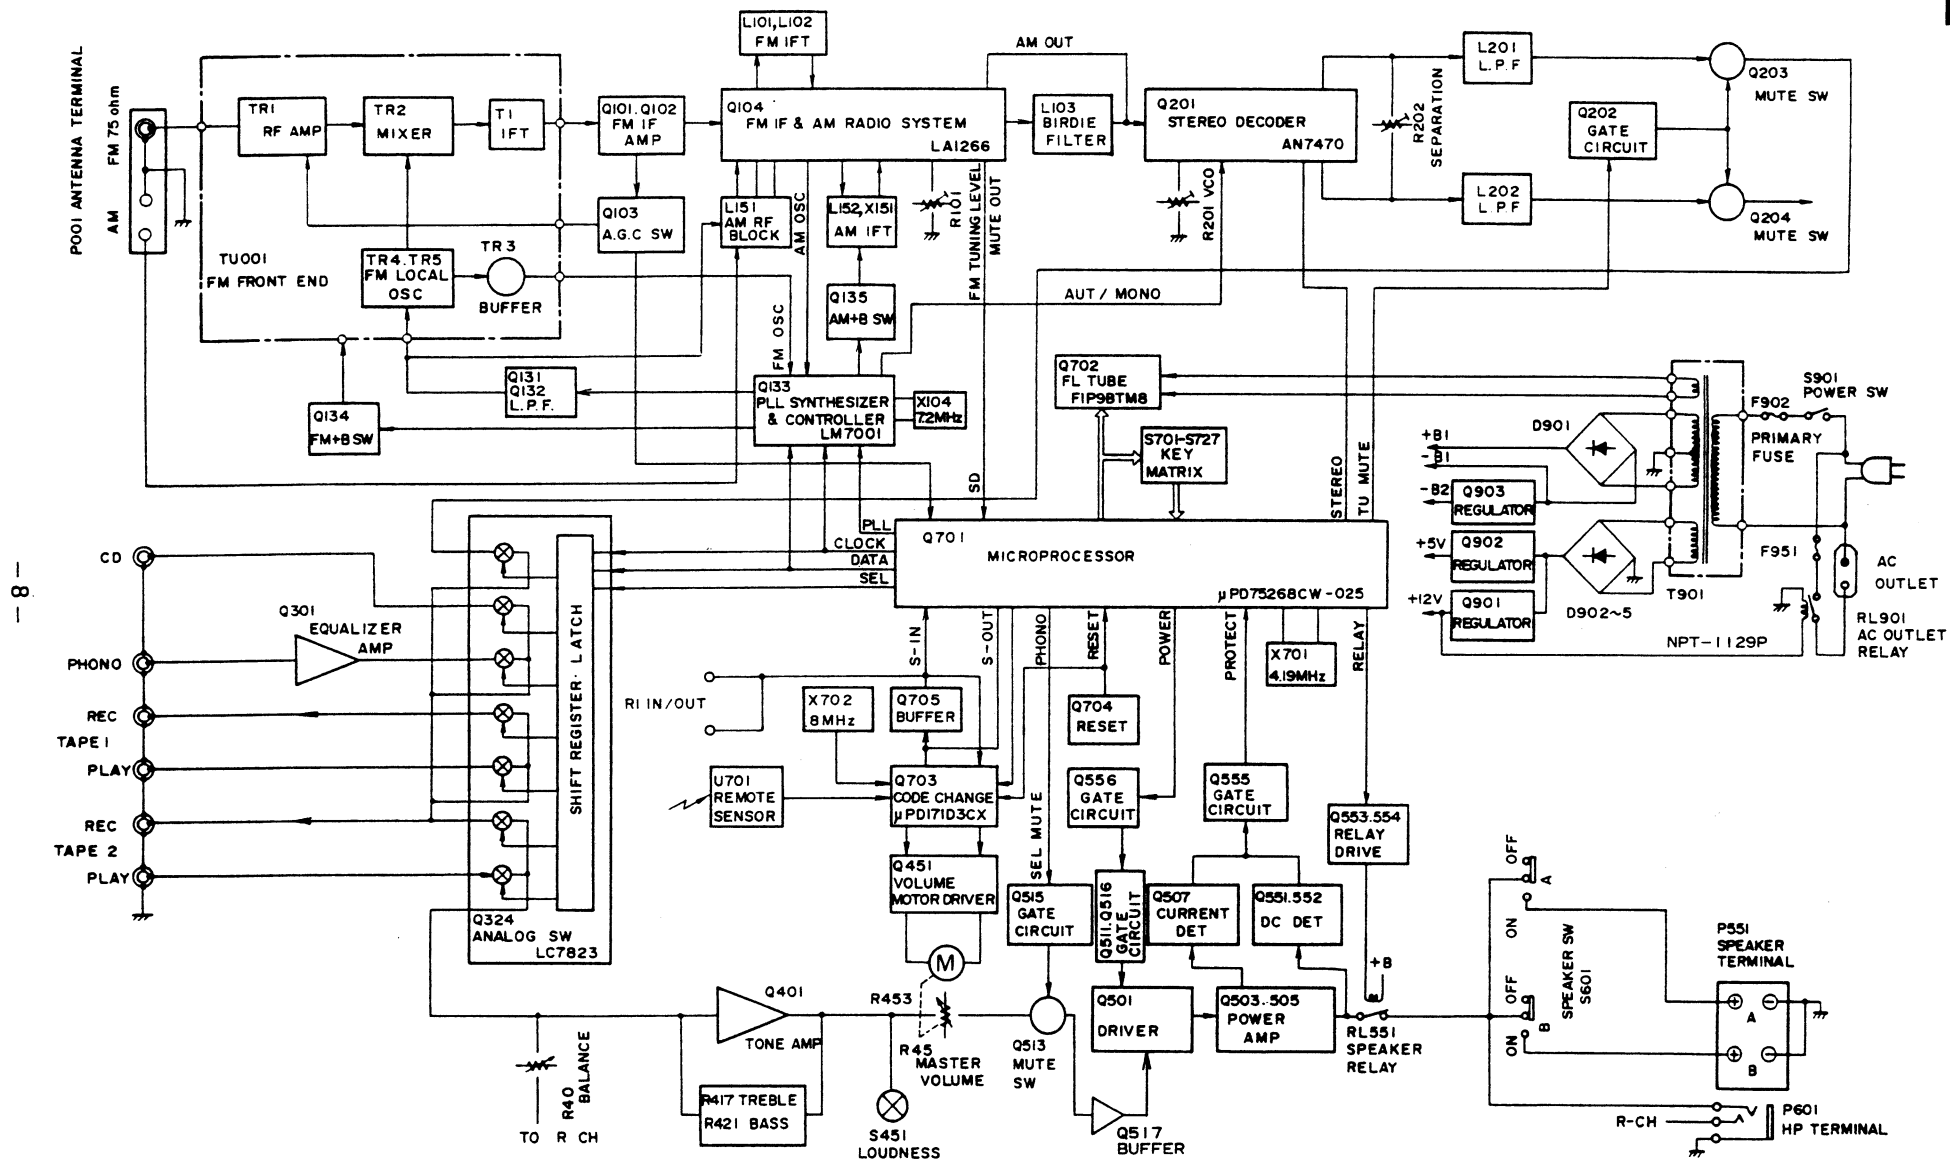 P001 ANTENNA TERMINAL
FM 75 ohm
AM
TU001
FM FRONT END
TR1
RF AMP
TR2
MIXER
T1
IFT
TR4. TR5
FM LOCAL
OSC
TR3
BUFFER
Q101. Q102
FM IF
AMP
Q103
A.G.C SW
L101, L102
FM IFT
Q104
FM IF & AM RADIO SYSTEM
LA1266
L151
AM RF
BLOCK
AM OSC
L152, X151
AM IFT
R101
FM TUNING LEVEL
MUTE OUT
Q135
AM+B SW
AM OUT
L103
BIRDIE
FILTER
Q201
STEREO DECODER
AN7470
R201 VCO
R202
SEPARATION
L201
L.P.F
L202
L.P.F
Q202
GATE
CIRCUIT
Q203
MUTE SW
Q204
MUTE SW
AUT / MONO
FM OSC
Q134
FM+B SW
Q131
Q132
L.P.F.
Q133
PLL SYNTHESIZER
& CONTROLLER
LM7001
X104
7.2MHz
SD
Q702
FL TUBE
FIP9BTM8
S701-S727
KEY
MATRIX
STEREO
TU MUTE
D901
+B1
-B1
-B2
Q903
REGULATOR
+5V
Q902
REGULATOR
+12V
Q901
REGULATOR
D902~5
T901
NPT-1129P
F902
PRIMARY
FUSE
S901
POWER SW
F951
AC
OUTLET
RL901
AC OUTLET
RELAY
- 8 -
CD
PHONO
REC
TAPE 1
PLAY
REC
TAPE 2
PLAY
Q301
EQUALIZER
AMP
SHIFT REGISTER· LATCH
Q324
ANALOG SW
LC7823
PLL
CLOCK
DATA
SEL
Q701
MICROPROCESSOR
μPD75268CW-025
S-IN
S-OUT
PHONO
RESET
POWER
PROTECT
X701
4.19MHz
RELAY
RI IN/OUT
X702
8MHz
Q705
BUFFER
Q704
RESET
U701
REMOTE
SENSOR
Q703
CODE CHANGE
μPD17103CX
Q451
VOLUME
MOTOR DRIVER
M
SEL MUTE
Q515
GATE
CIRCUIT
Q556
GATE
CIRCUIT
Q511. Q516
GATE
CIRCUIT
Q555
GATE
CIRCUIT
Q507
CURRENT
DET
Q551. 552
DC DET
Q553. 554
RELAY
DRIVE
+B
R40
BALANCE
TO R CH
Q401
TONE AMP
R417 TREBLE
R421 BASS
R453
R45
MASTER
VOLUME
S451
LOUDNESS
Q513
MUTE
SW
Q517
BUFFER
Q501
DRIVER
Q503..505
POWER
AMP
RL551
SPEAKER
RELAY
OFF
A
ON
OFF
B
ON
SPEAKER SW
S601
P551
SPEAKER
TERMINAL
A
B
R-CH
P601
HP TERMINAL